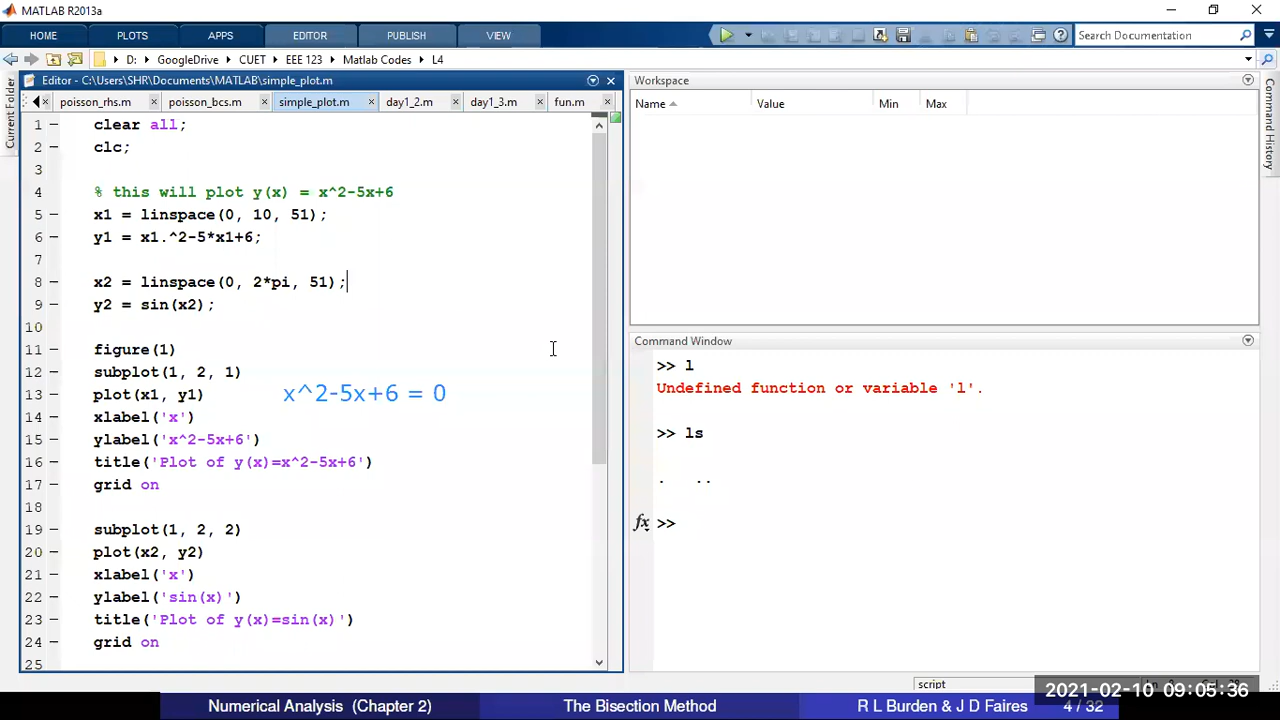 MATLAB R2013a
HOME PLOTS APPS EDITOR PUBLISH VIEW Search Documentation
D: GoogleDrive CUET EEE 123 Matlab Codes L4
Current Folder
Editor - C:\Users\SHR\Documents\MATLAB\simple_plot.m
poisson_rhs.m poisson_bcs.m simple_plot.m day1_2.m day1_3.m fun.m
1 clear all;
2 clc;
3
4 % this will plot y(x) = x^2-5x+6
5 x1 = linspace(0, 10, 51);
6 y1 = x1.^2-5*x1+6;
7
8 x2 = linspace(0, 2*pi, 51);
9 y2 = sin(x2);
10
11 figure(1)
12 subplot(1, 2, 1)
13 plot(x1, y1)
x^2-5x+6 = 0
14 xlabel('x')
15 ylabel('x^2-5x+6')
16 title('Plot of y(x)=x^2-5x+6')
17 grid on
18
19 subplot(1, 2, 2)
20 plot(x2, y2)
21 xlabel('x')
22 ylabel('sin(x)')
23 title('Plot of y(x)=sin(x)')
24 grid on
25
Workspace
Name Value Min Max
Command Window
>> l
Undefined function or variable 'l'.
>> ls
. ..
fx >>
Command History
script
2021-02-10 09:05:36
Numerical Analysis (Chapter 2) The Bisection Method R L Burden & J D Faires 4 / 32